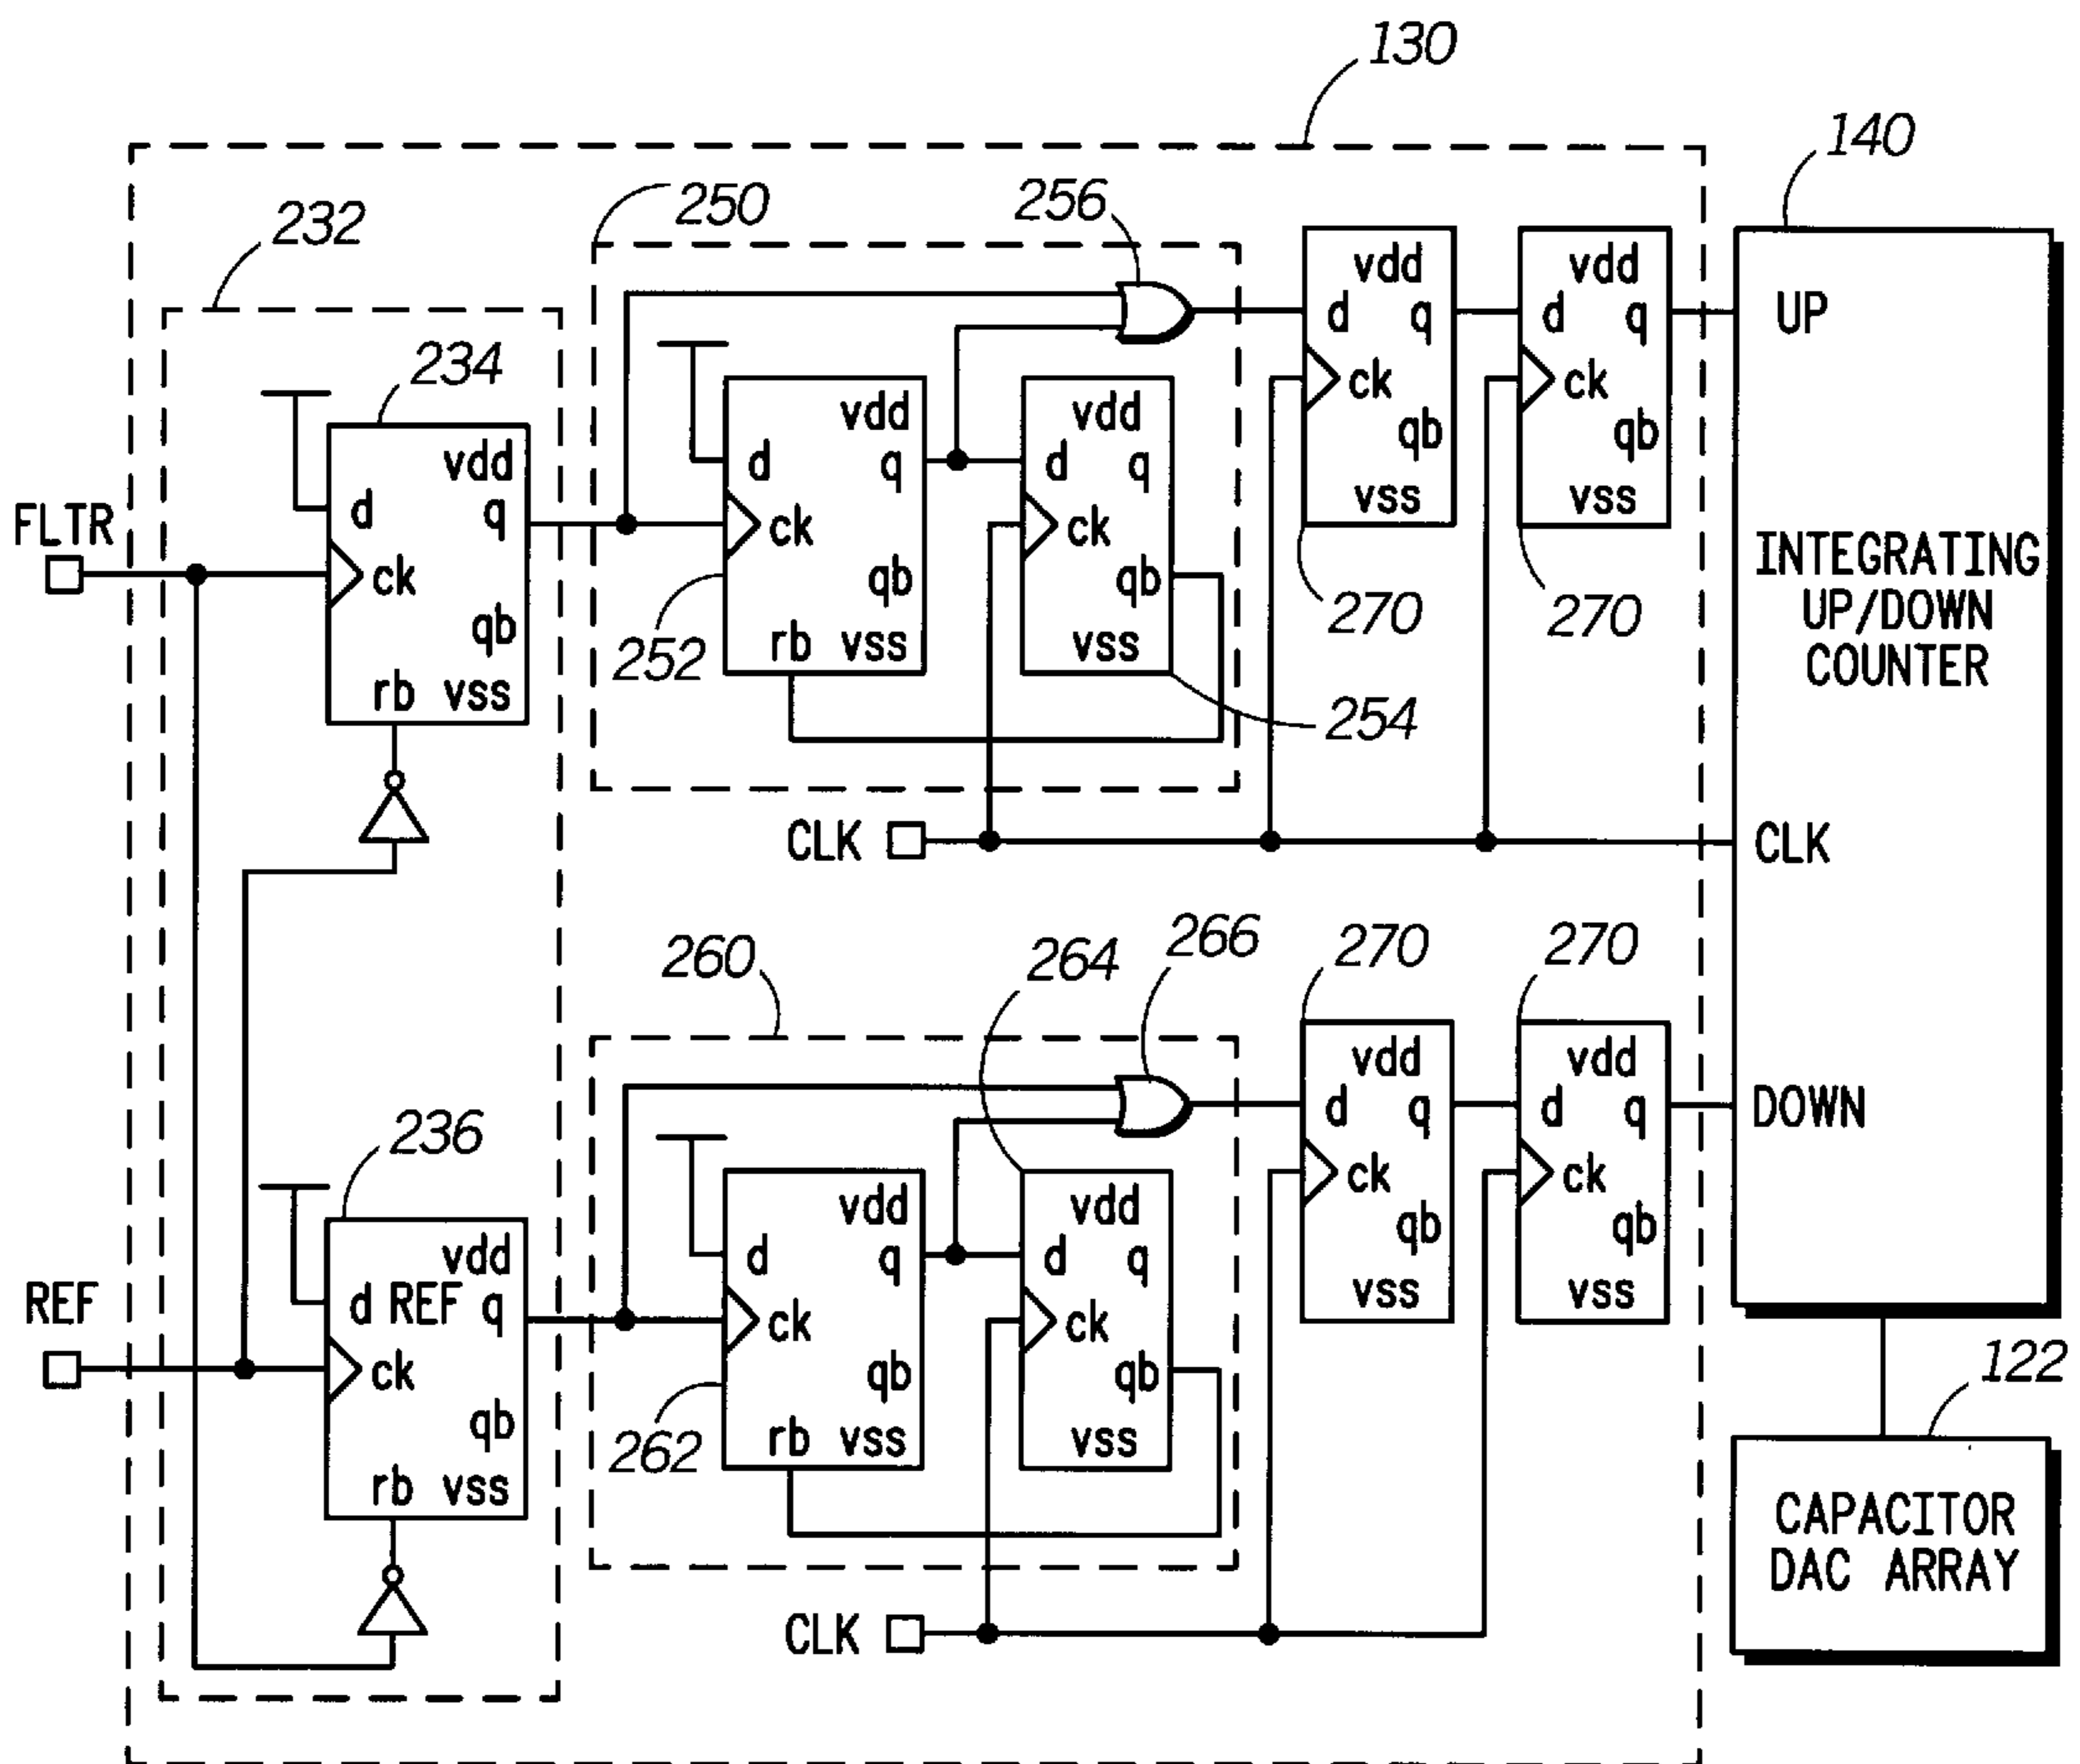 130
140
232
250
256
vdd
d q
ck
qb
vss
270
vdd
d q
ck
qb
vss
270
UP
INTEGRATING
UP/DOWN
COUNTER
CLK
DOWN
234
vdd
d q
ck
qb
rb vss
FLTR
vdd
d q
ck
qb
rb vss
252
vdd
d q
ck
qb
vss
254
CLK
260
264
266
270
270
vdd
d q
ck
qb
vss
vdd
d q
ck
qb
vss
236
vdd
d REF q
ck
qb
rb vss
REF
vdd
d q
ck
qb
rb vss
262
vdd
d q
ck
qb
vss
CLK
122
CAPACITOR
DAC ARRAY